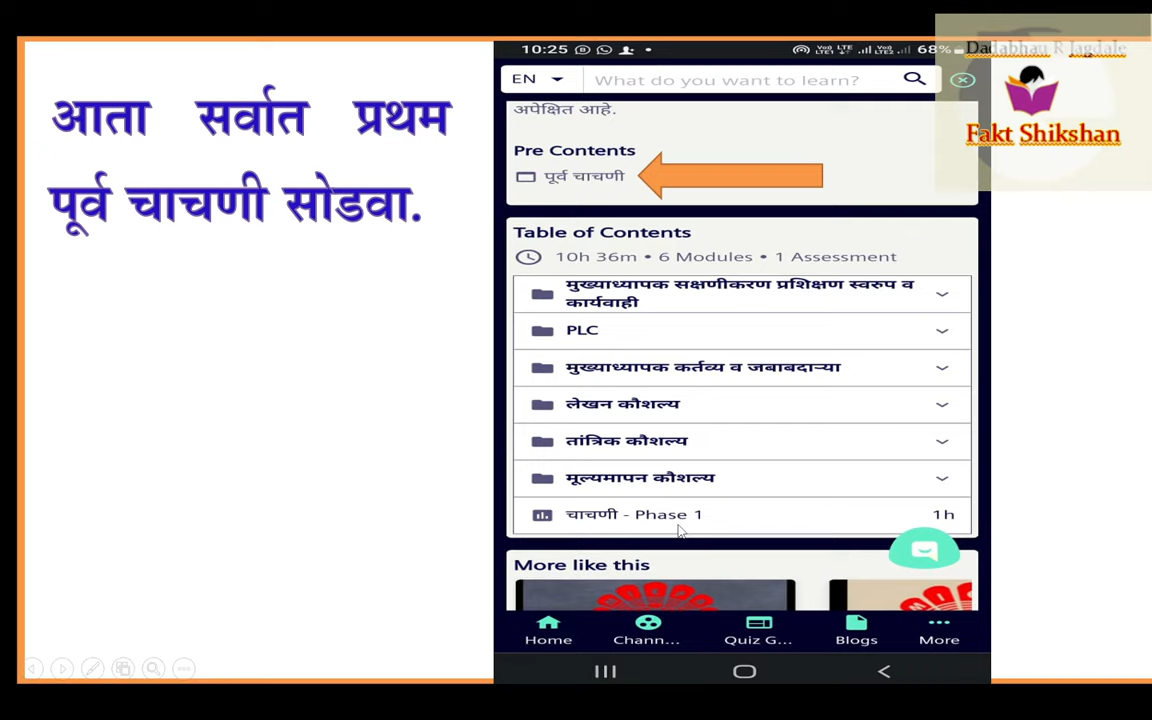 आता सर्वात प्रथम
पूर्व चाचणी सोडवा.
10:25 68%
Dadabhau R Jagdale
Fakt Shikshan
EN What do you want to learn?
अपेक्षित आहे.
Pre Contents
पूर्व चाचणी
Table of Contents
10h 36m • 6 Modules • 1 Assessment
मुख्याध्यापक सक्षणीकरण प्रशिक्षण स्वरुप व
कार्यवाही
PLC
मुख्याध्यापक कर्तव्य व जबाबदाऱ्या
लेखन कौशल्य
तांत्रिक कौशल्य
मूल्यमापन कौशल्य
चाचणी - Phase 1 1h
More like this
Home Chann... Quiz G... Blogs More